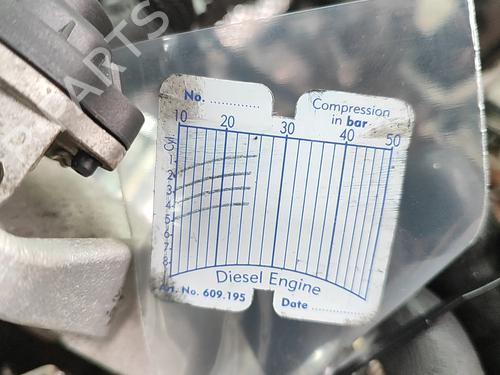 PARTS
No. ..............
Compression
in bar
10 20 30 40 50
Cyl.
1
2
3
4
5
6
7
8
Diesel Engine
Art. No. 609.195
Date ..............